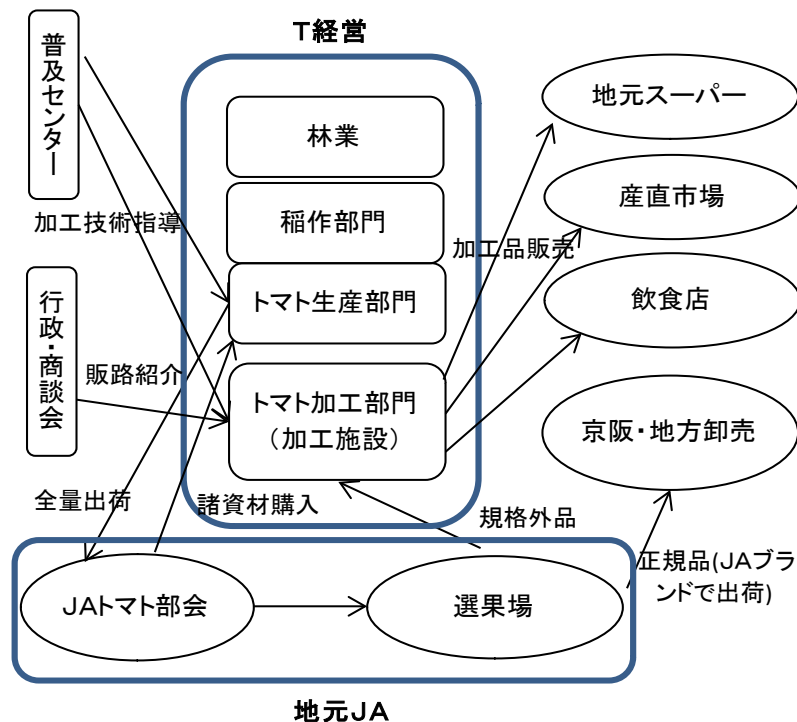 T経営
普及センター
林業
地元スーパー
稲作部門
産直市場
加工技術指導
加工品販売
トマト生産部門
飲食店
行政・商談会
販路紹介
トマト加工部門
（加工施設）
京阪・地方卸売
全量出荷
諸資材購入
規格外品
正規品(JAブラ
ンドで出荷)
JAトマト部会
選果場
地元JA